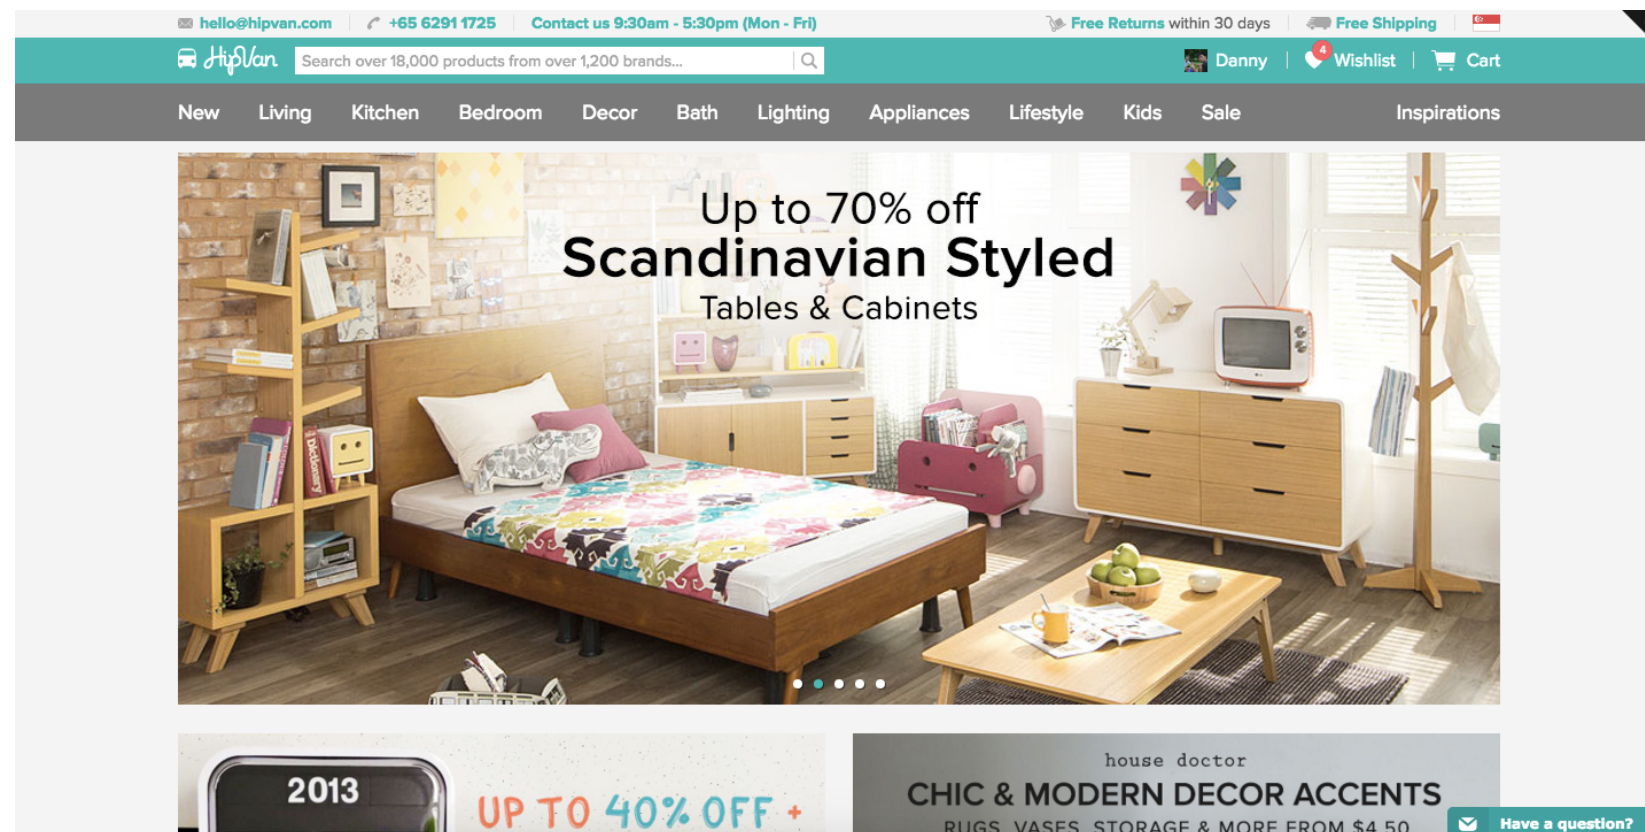 hello@hipvan.com +65 6291 1725 Contact us 9:30am - 5:30pm (Mon - Fri) Free Returns within 30 days Free Shipping
HipVan Search over 18,000 products from over 1,200 brands... Danny 4 Wishlist Cart
New Living Kitchen Bedroom Decor Bath Lighting Appliances Lifestyle Kids Sale Inspirations
Up to 70% off
Scandinavian Styled
Tables & Cabinets
Dictionary
2013
UP TO 40% OFF +
house doctor
CHIC & MODERN DECOR ACCENTS
RUGS, VASES, STORAGE & MORE FROM $4.50
Have a question?